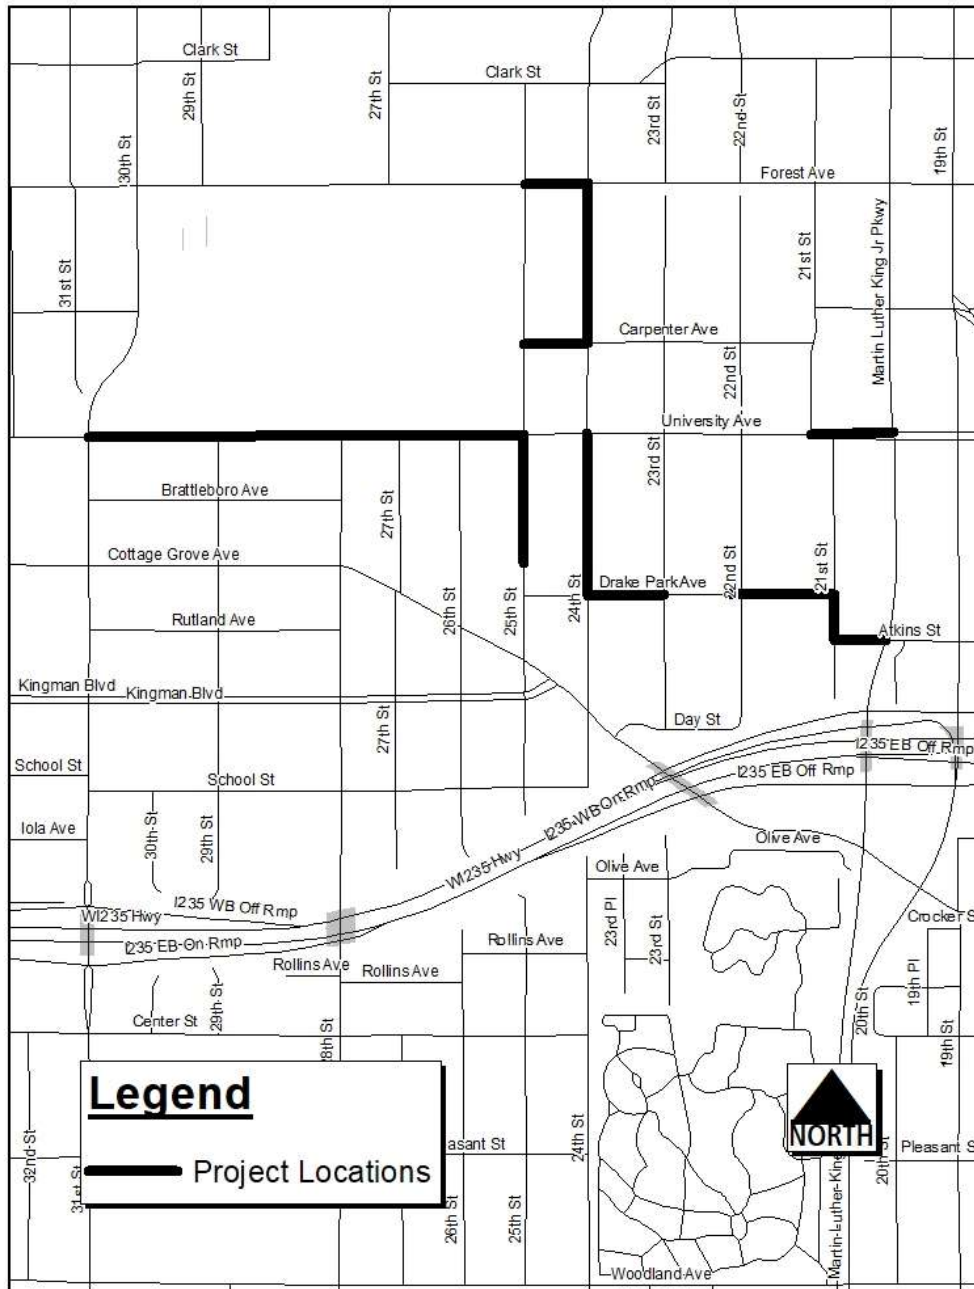 Clark St
Clark St
29th St
27th St
30th St
23rd St
22nd St
19th St
Forest Ave
31st St
21st St
Martin Luther King Jr Pkwy
Carpenter Ave
22nd St
University Ave
23rd St
Brattleboro Ave
27th St
Cottage Grove Ave
Drake Park Ave
22nd St
21st St
26th St
25th St
24th St
Rutland Ave
Atkins St
Kingman Blvd
Kingman Blvd
27th St
Day St
I235 EB Off Rmp
School St
School St
I235 EB Off Rmp
I235 WB On Rmp
Iola Ave
30th St
29th St
Olive Ave
WI235 Hwy
Olive Ave
I235 WB Off Rmp
WI235 Hwy
23rd Pl
23rd St
Crocker S
I235 EB On Rmp
Rollins Ave
Rollins Ave
Rollins Ave
19th Pl
29th St
20th St
Center St
28th St
19th St
Legend
Project Locations
NORTH
32nd St
31st S
asant St
24th St
Pleasant S
20th St
26th St
25th St
Martin Luther King
Woodland Ave